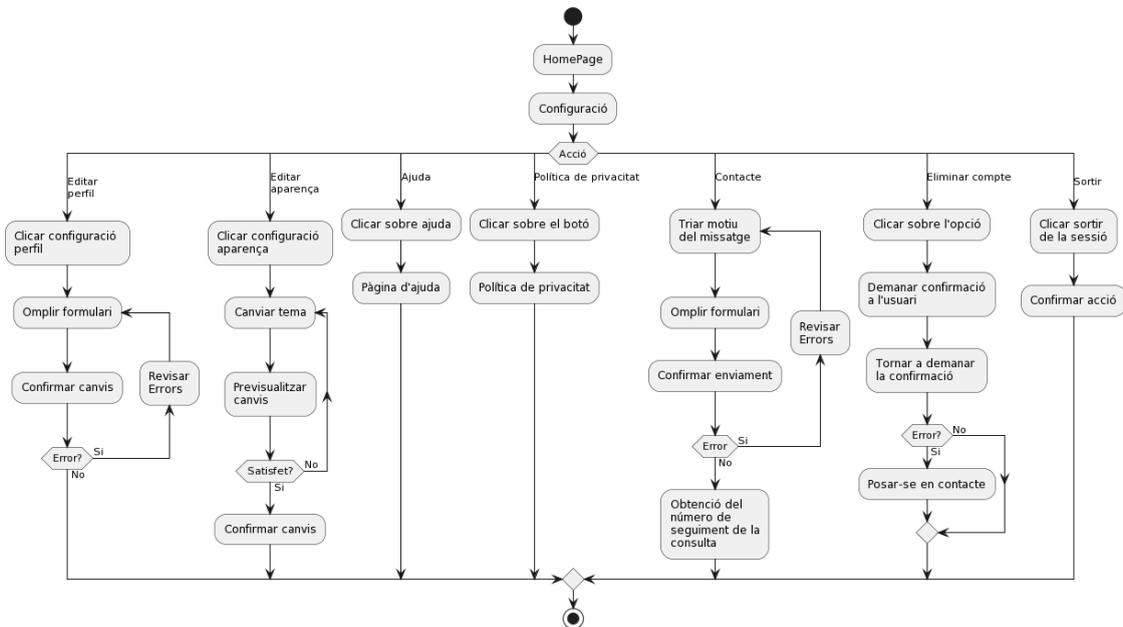 HomePage
Configuració
Acció
Editar
perfil
Clicar configuració
perfil
Omplir formulari
Confirmar canvis
Revisar
Errors
Error?
Si
No
Editar
aparença
Clicar configuració
aparença
Canviar tema
Previsualitzar
canvis
Satisfet?
No
Si
Confirmar canvis
Ajuda
Clicar sobre ajuda
Pàgina d'ajuda
Política de privacitat
Clicar sobre el botó
Política de privacitat
Contacte
Triar motiu
del missatge
Omplir formulari
Confirmar enviament
Revisar
Errors
Error
Si
No
Obtenció del
número de
seguiment de la
consulta
Eliminar compte
Clicar sobre l'opció
Demanar confirmació
a l'usuari
Tornar a demanar
la confirmació
Error?
No
Si
Posar-se en contacte
Sortir
Clicar sortir
de la sessió
Confirmar acció